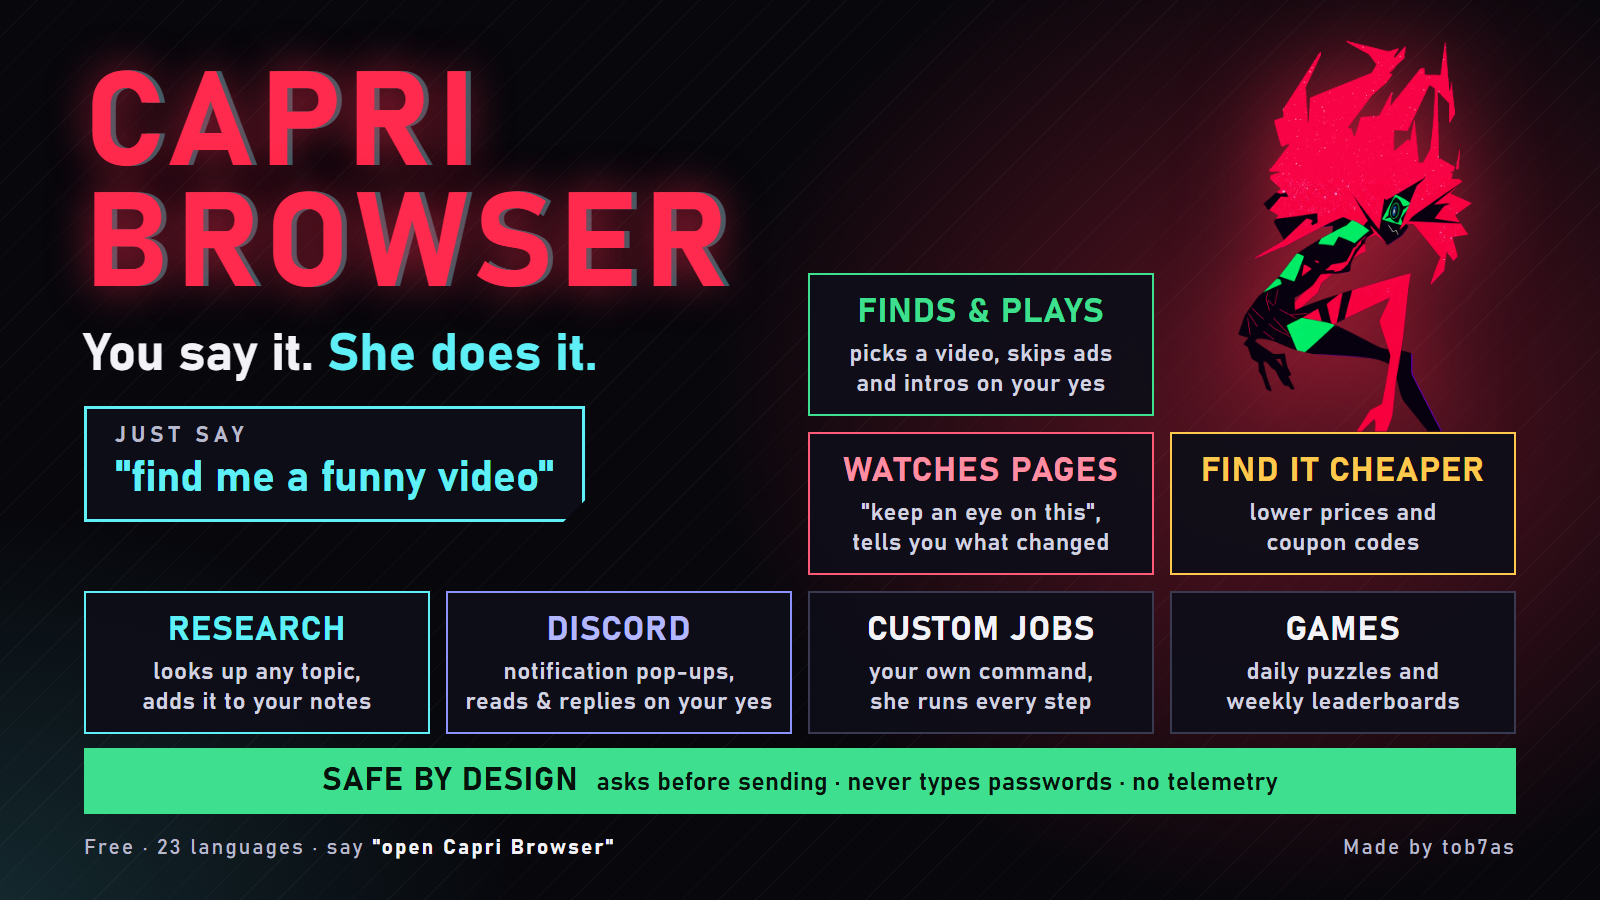 CAPRI
BROWSER
You say it. She does it.
JUST SAY
"find me a funny video"
FINDS & PLAYS
picks a video, skips ads
and intros on your yes
WATCHES PAGES
"keep an eye on this",
tells you what changed
FIND IT CHEAPER
lower prices and
coupon codes
RESEARCH
looks up any topic,
adds it to your notes
DISCORD
notification pop-ups,
reads & replies on your yes
CUSTOM JOBS
your own command,
she runs every step
GAMES
daily puzzles and
weekly leaderboards
SAFE BY DESIGN asks before sending · never types passwords · no telemetry
Free · 23 languages · say "open Capri Browser"
Made by tob7as